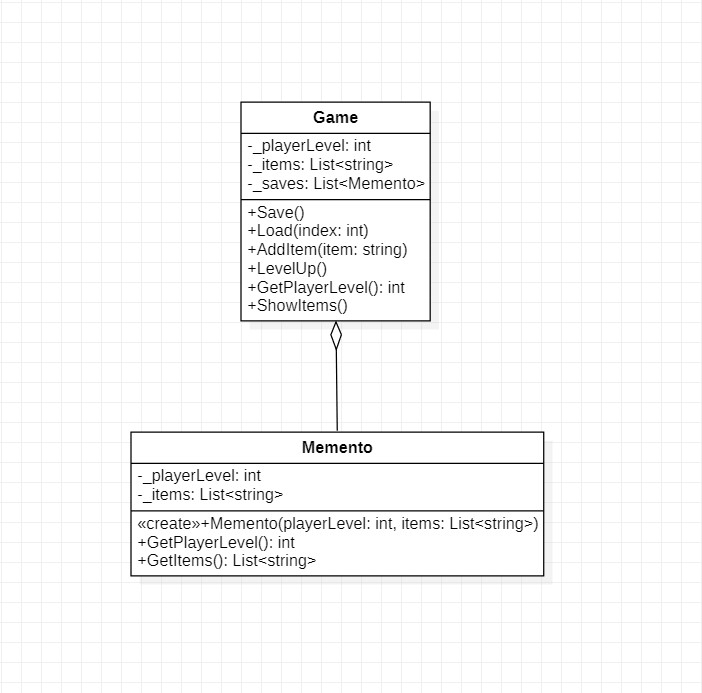 Game
-_playerLevel: int
-_items: List<string>
-_saves: List<Memento>
+Save()
+Load(index: int)
+AddItem(item: string)
+LevelUp()
+GetPlayerLevel(): int
+ShowItems()
Memento
-_playerLevel: int
-_items: List<string>
«create»+Memento(playerLevel: int, items: List<string>)
+GetPlayerLevel(): int
+GetItems(): List<string>